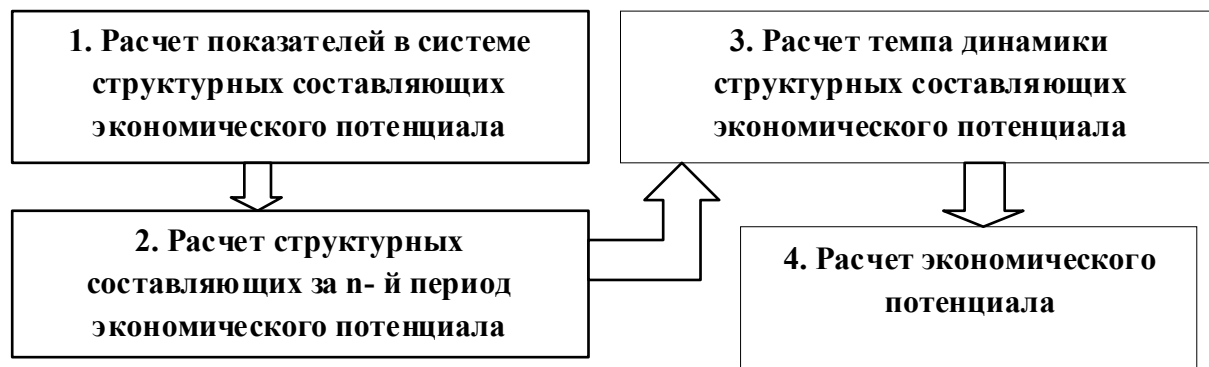 1. Расчет показателей в системе
структурных составляющих
экономического потенциала
2. Расчет структурных
составляющих за n- й период
экономического потенциала
3. Расчет темпа динамики
структурных составляющих
экономического потенциала
4. Расчет экономического
потенциала